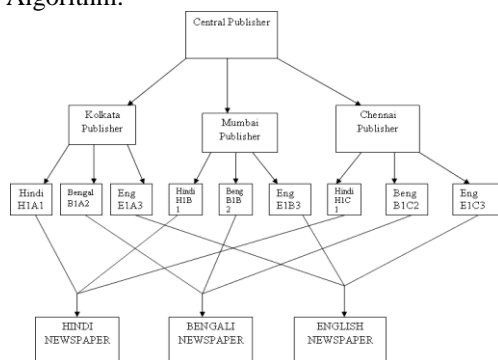 Algorithm:
Central Publisher
Kolkata
Publisher
Mumbai
Publisher
Chennai
Publisher
Hindi
H1A1
Bengal
B1A2
Eng
E1A3
Hindi
H1B
1
Beng
B1B
2
Eng
E1B3
Hindi
H1C
1
Beng
B1C2
Eng
E1C3
HINDI
NEWSPAPER
BENGALI
NEWSPAPER
ENGLISH
NEWSPAPER